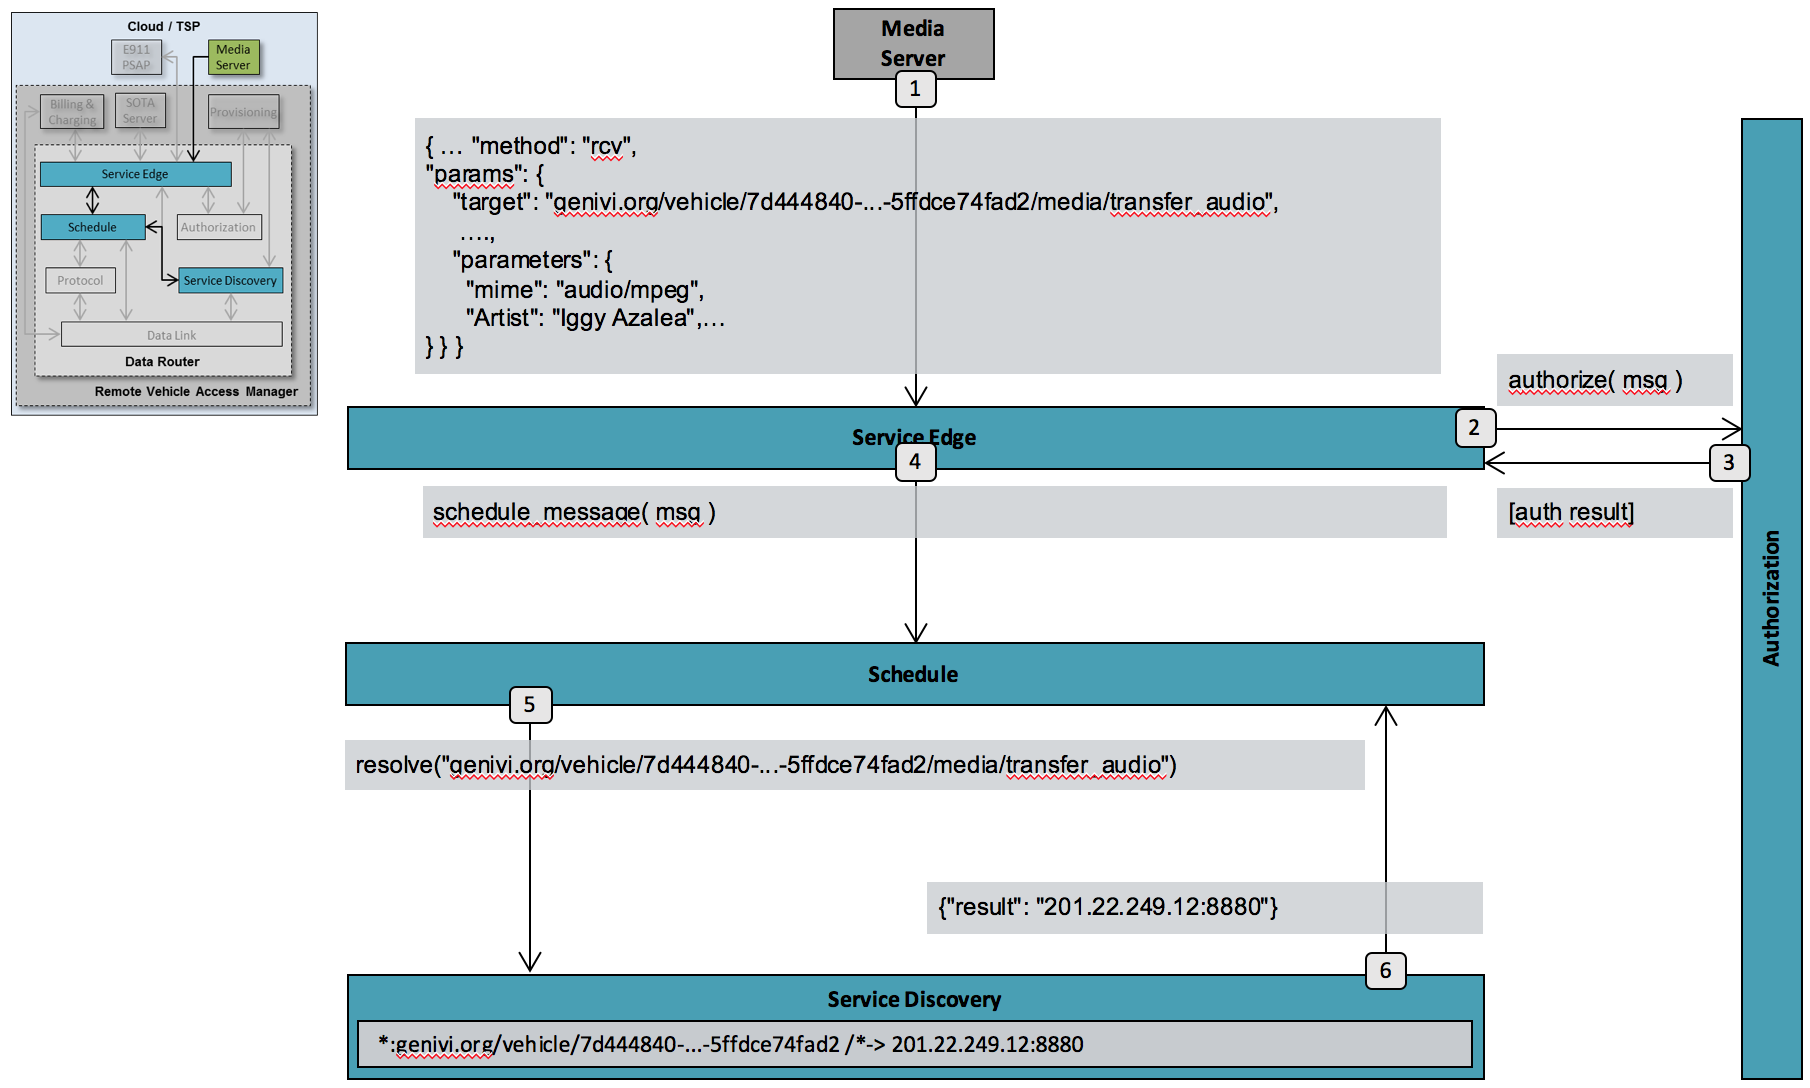 Cloud / TSP
E911
PSAP
Media
Server
Billing &
Charging
SOTA
Server
Provisioning
Service Edge
Schedule
Authorization
Protocol
Service Discovery
Data Link
Data Router
Remote Vehicle Access Manager
Media
Server
1
{ ... "method": "rcv",
"params": {
"target": "genivi.org/vehicle/7d444840-...-5ffdce74fad2/media/transfer_audio",
....,
"parameters": {
"mime": "audio/mpeg",
"Artist": "Iggy Azalea",...
} } }
authorize( msg )
Service Edge
2
3
4
schedule_message( msg )
[auth result]
Authorization
Schedule
5
resolve("genivi.org/vehicle/7d444840-...-5ffdce74fad2/media/transfer_audio")
{"result": "201.22.249.12:8880"}
6
Service Discovery
*:genivi.org/vehicle/7d444840-...-5ffdce74fad2 /*-> 201.22.249.12:8880